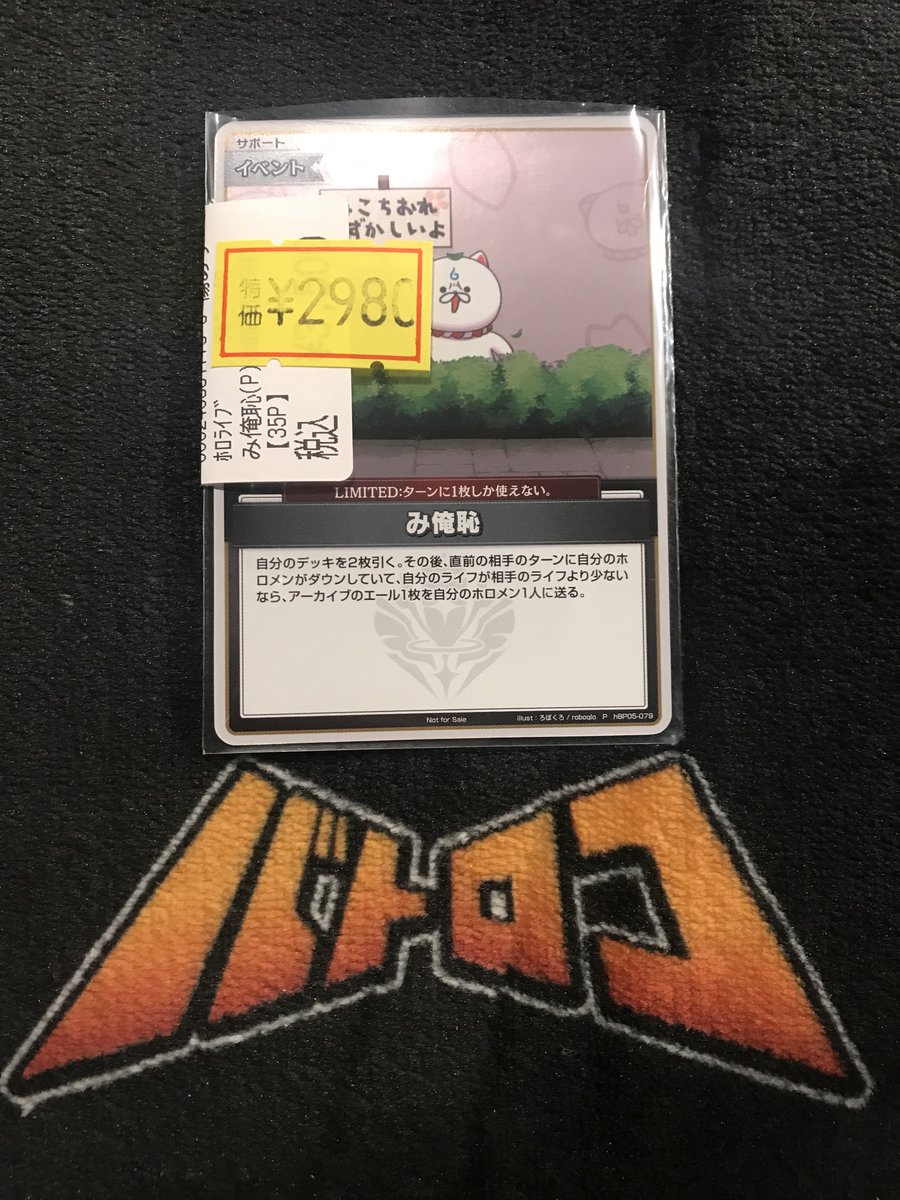 サポート
イベント
こちおれ
ずかしいよ
特価
¥2980
ホロライブ
み俺恥(P)
【35P】
税込
LIMITED:ターンに1枚しか使えない。
み俺恥
自分のデッキを2枚引く。その後、直前の相手のターンに自分のホ
ロメンがダウンしていて、自分のライフが相手のライフより少ない
なら、アーカイブのエール1枚を自分のホロメン1人に送る。
Not for Sale
illust：ろぼくろ / roboqlo P hBP05-079
バトロコ